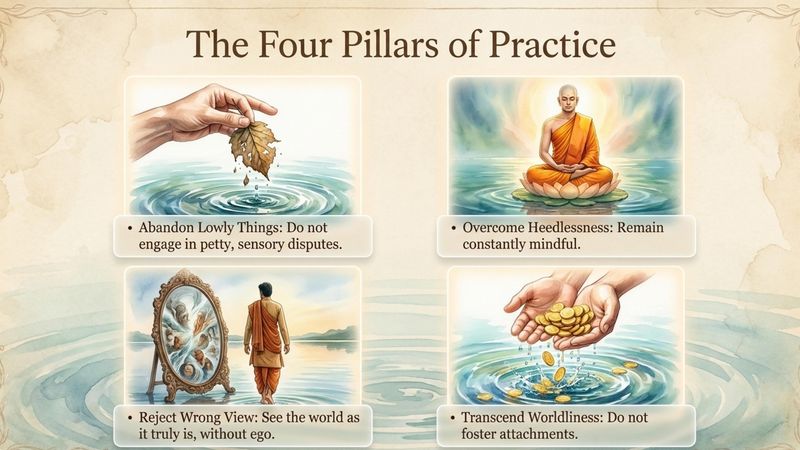 The Four Pillars of Practice
• Abandon Lowly Things: Do not
engage in petty, sensory disputes.
• Overcome Heedlessness: Remain
constantly mindful.
• Reject Wrong View: See the world as
it truly is, without ego.
• Transcend Worldliness: Do not
foster attachments.